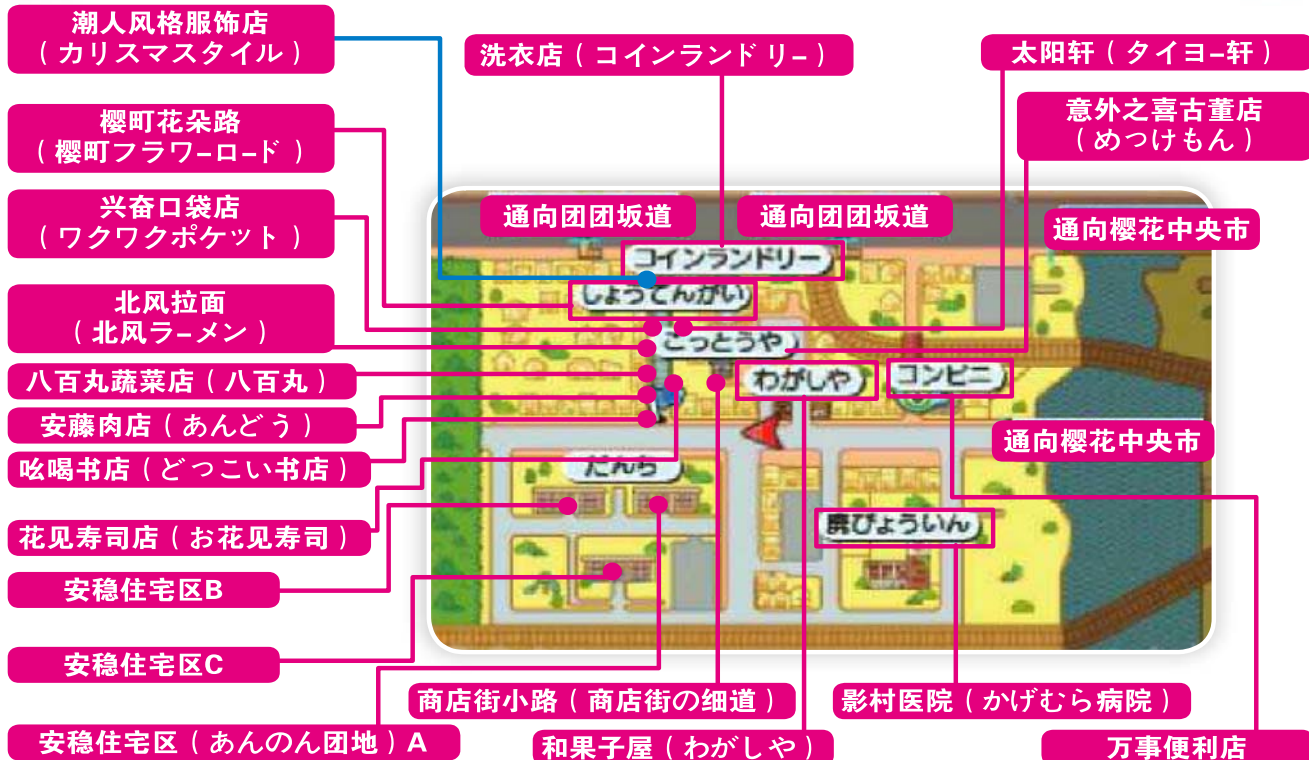 潮人风格服饰店
（カリスマスタイル）
洗衣店（コインランドリ–）
太阳轩（タイヨ–轩）
意外之喜古董店
（めつけもん）
樱町花朵路
（樱町フラワ–ロ–ド）
兴奋口袋店
（ワクワクポケット）
通向团团坂道
通向团团坂道
通向樱花中央市
コインランドリー
しょうてんがい
北风拉面
（北风ラ–メン）
こっとうや
八百丸蔬菜店（八百丸）
わがしや
コンビニ
安藤肉店（あんどう）
通向樱花中央市
吆喝书店（どつこい书店）
だんち
花见寿司店（お花见寿司）
廃びょういん
安稳住宅区B
安稳住宅区C
商店街小路（商店街の细道）
影村医院（かげむら病院）
安稳住宅区（あんのん团地）A
和果子屋（わがしや）
万事便利店